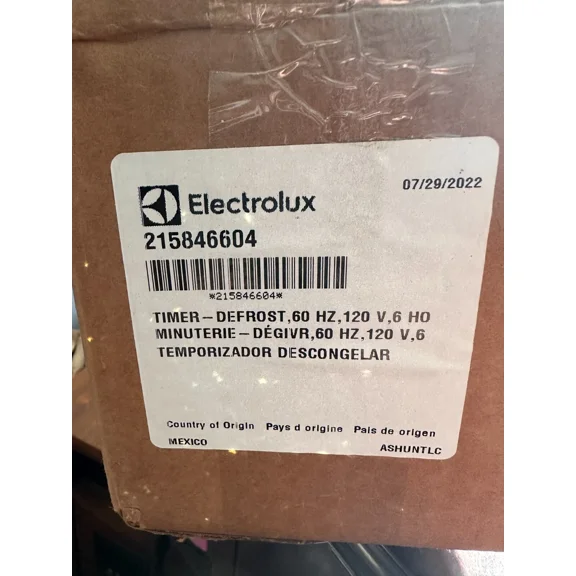 07/29/2022
Electrolux
215846604
*215846604*
TIMER-DEFROST,60 HZ,120 V,6 HO
MINUTERIE-DÉGIVR,60 HZ,120 V,6
TEMPORIZADOR DESCONGELAR
Country of Origin Pays d origine Pais de origen
MEXICO
ASHUNTLC